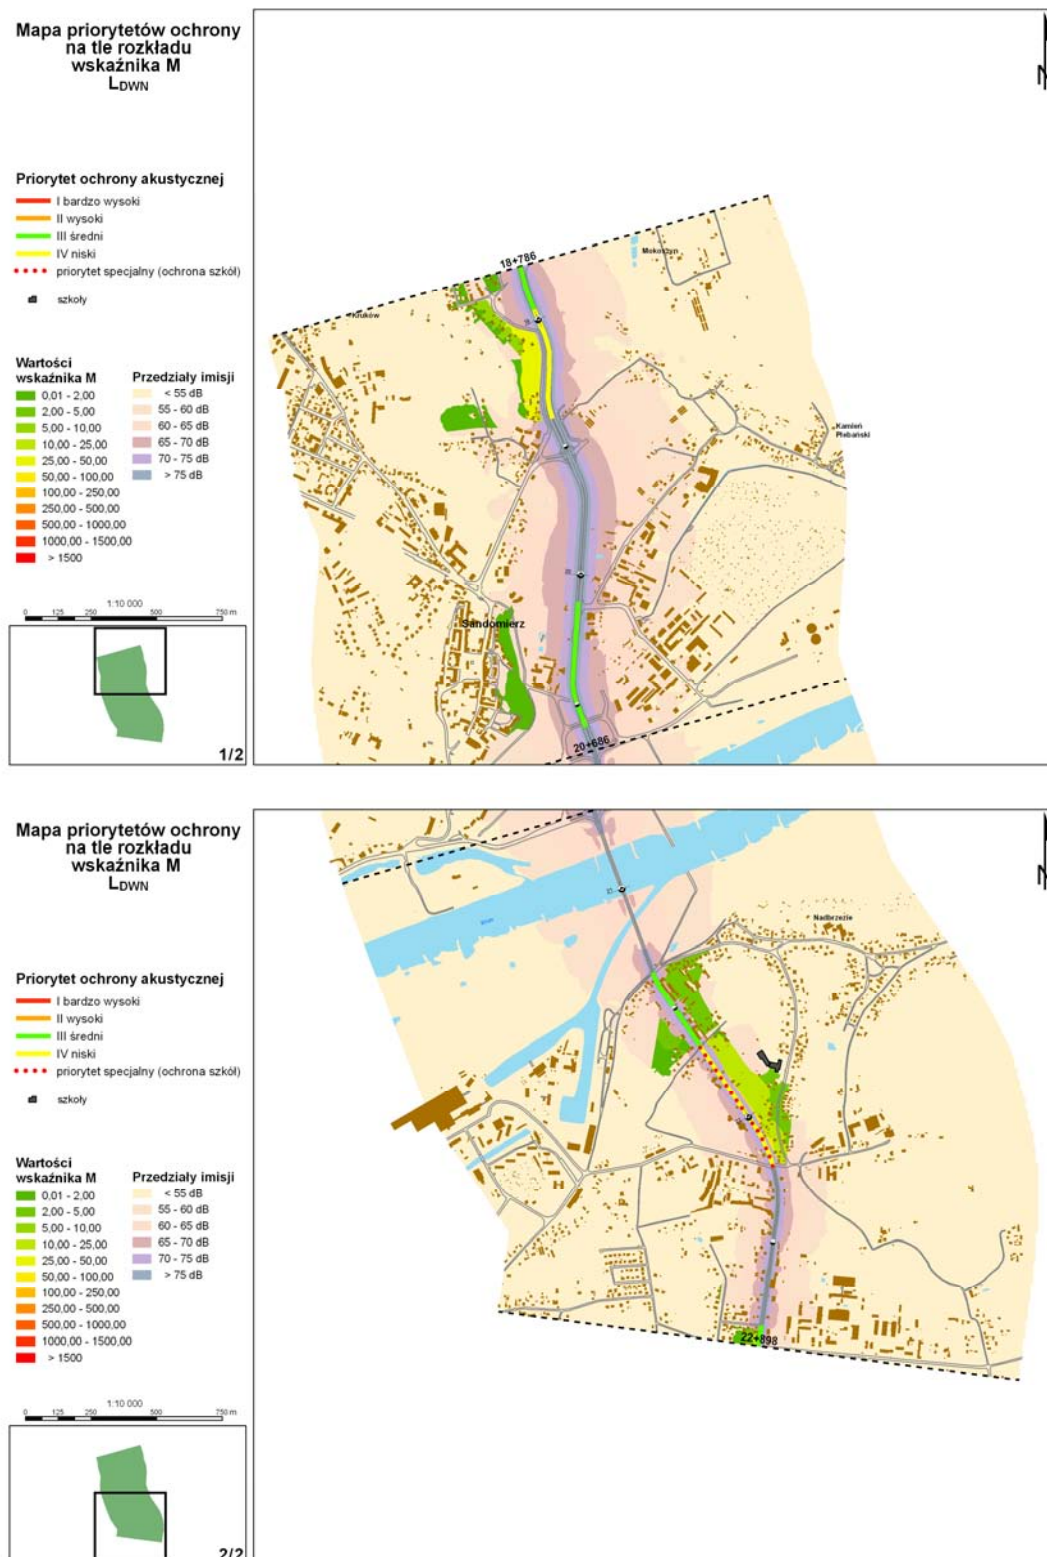 Mapa priorytetów ochrony
na tle rozkładu
wskaźnika M
LDWN
Priorytet ochrony akustycznej
I bardzo wysoki
II wysoki
III średni
IV niski
priorytet specjalny (ochrona szkół)
szkoły
Wartości
wskaźnika M
0,01 - 2,00
2,00 - 5,00
5,00 - 10,00
10,00 - 25,00
25,00 - 50,00
50,00 - 100,00
100,00 - 250,00
250,00 - 500,00
500,00 - 1000,00
1000,00 - 1500,00
> 1500
Przedziały imisji
< 55 dB
55 - 60 dB
60 - 65 dB
65 - 70 dB
70 - 75 dB
> 75 dB
1:10 000
0 125 250 500 750 m
1/2
N
18+786
Mokoszyn
Kruków
Kamień
Plebański
Sandomierz
20+686
Mapa priorytetów ochrony
na tle rozkładu
wskaźnika M
LDWN
Priorytet ochrony akustycznej
I bardzo wysoki
II wysoki
III średni
IV niski
priorytet specjalny (ochrona szkół)
szkoły
Wartości
wskaźnika M
0,01 - 2,00
2,00 - 5,00
5,00 - 10,00
10,00 - 25,00
25,00 - 50,00
50,00 - 100,00
100,00 - 250,00
250,00 - 500,00
500,00 - 1000,00
1000,00 - 1500,00
> 1500
Przedziały imisji
< 55 dB
55 - 60 dB
60 - 65 dB
65 - 70 dB
70 - 75 dB
> 75 dB
1:10 000
0 125 250 500 750 m
2/2
N
Nadbrzezie
22+898